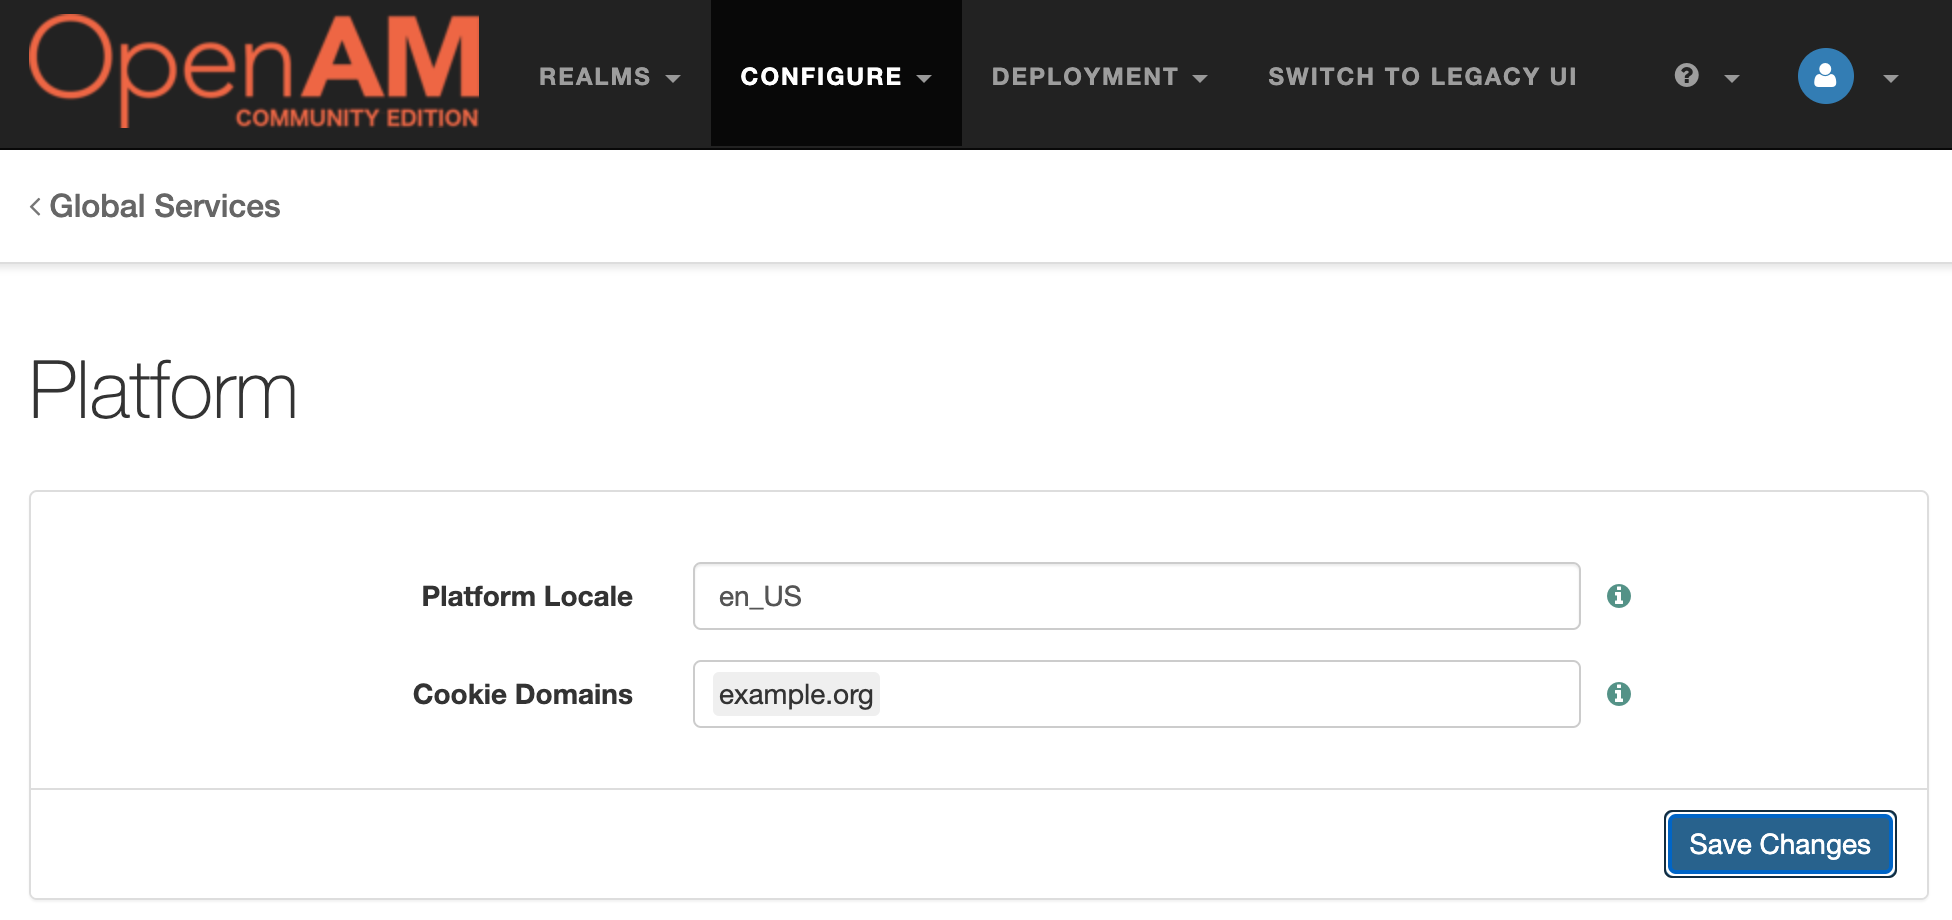 OpenAM
COMMUNITY EDITION
REALMS
CONFIGURE
DEPLOYMENT
SWITCH TO LEGACY UI
Global Services
Platform
Platform Locale
en_US
Cookie Domains
example.org
Save Changes